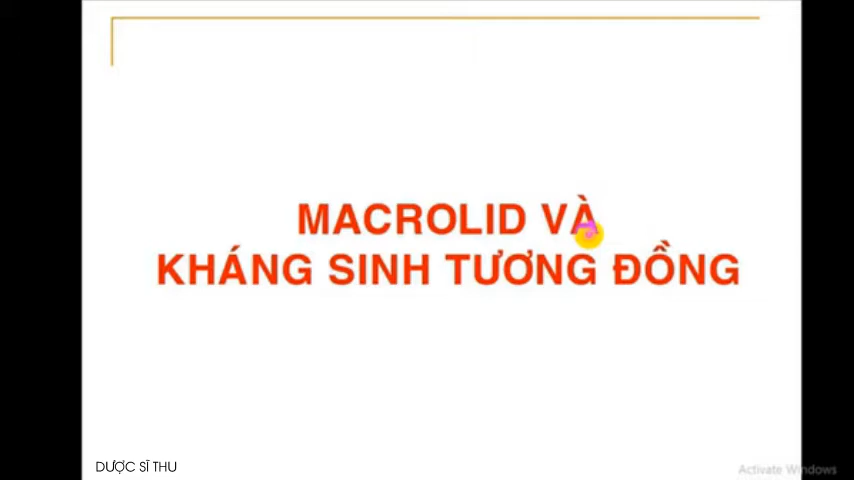 MACROLID VÀ
KHÁNG SINH TƯƠNG ĐỒNG
DƯỢC SĨ THU
Activate Windows